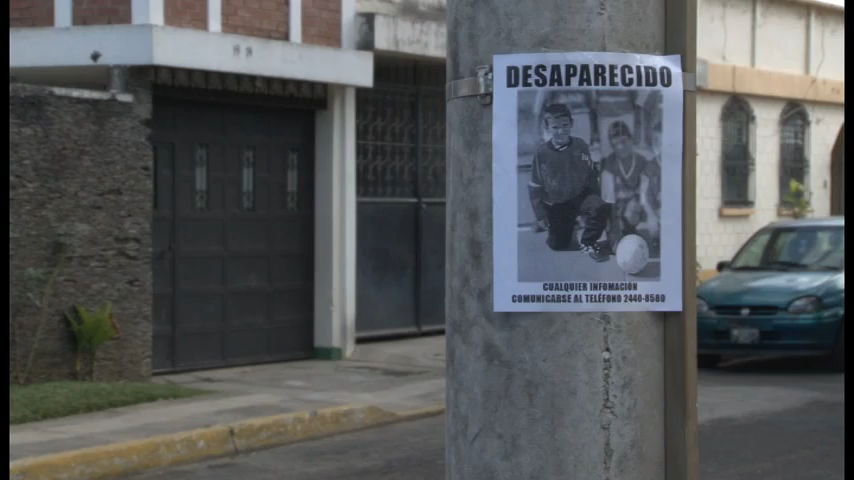 DESAPARECIDO
CUALQUIER INFOMACIÓN
COMUNICARSE AL TELÉFONO 2440-8580